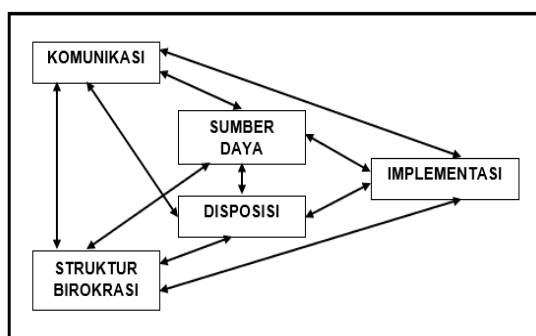 KOMUNIKASI
SUMBER
DAYA
IMPLEMENTASI
DISPOSISI
STRUKTUR
BIROKRASI